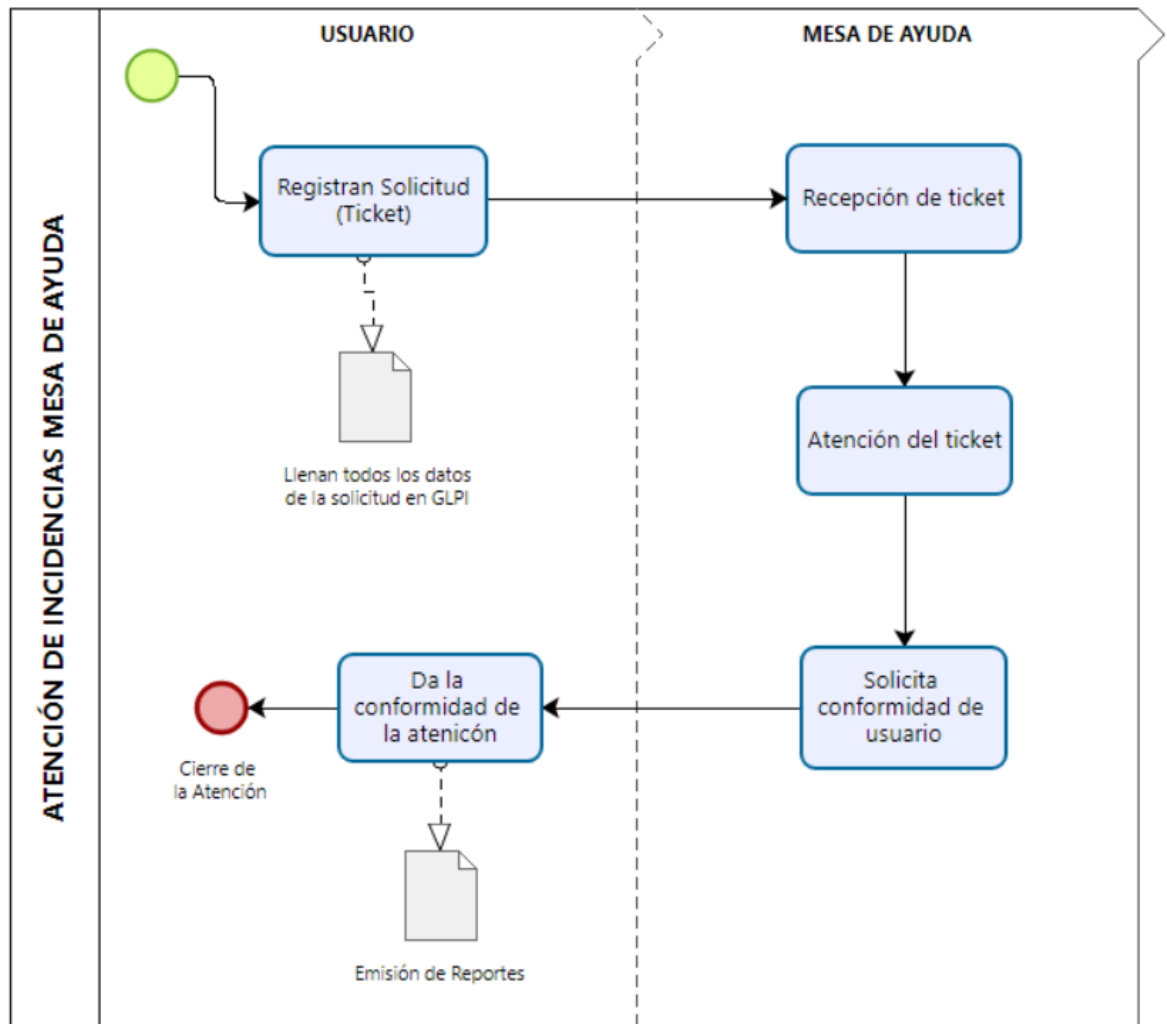 ATENCIÓN DE INCIDENCIAS MESA DE AYUDA
USUARIO
MESA DE AYUDA
Registran Solicitud
(Ticket)
Recepción de ticket
Llenan todos los datos
de la solicitud en GLPI
Atención del ticket
Solicita
conformidad de
usuario
Da la
conformidad de
la atenicón
Cierre de
la Atención
Emisión de Reportes